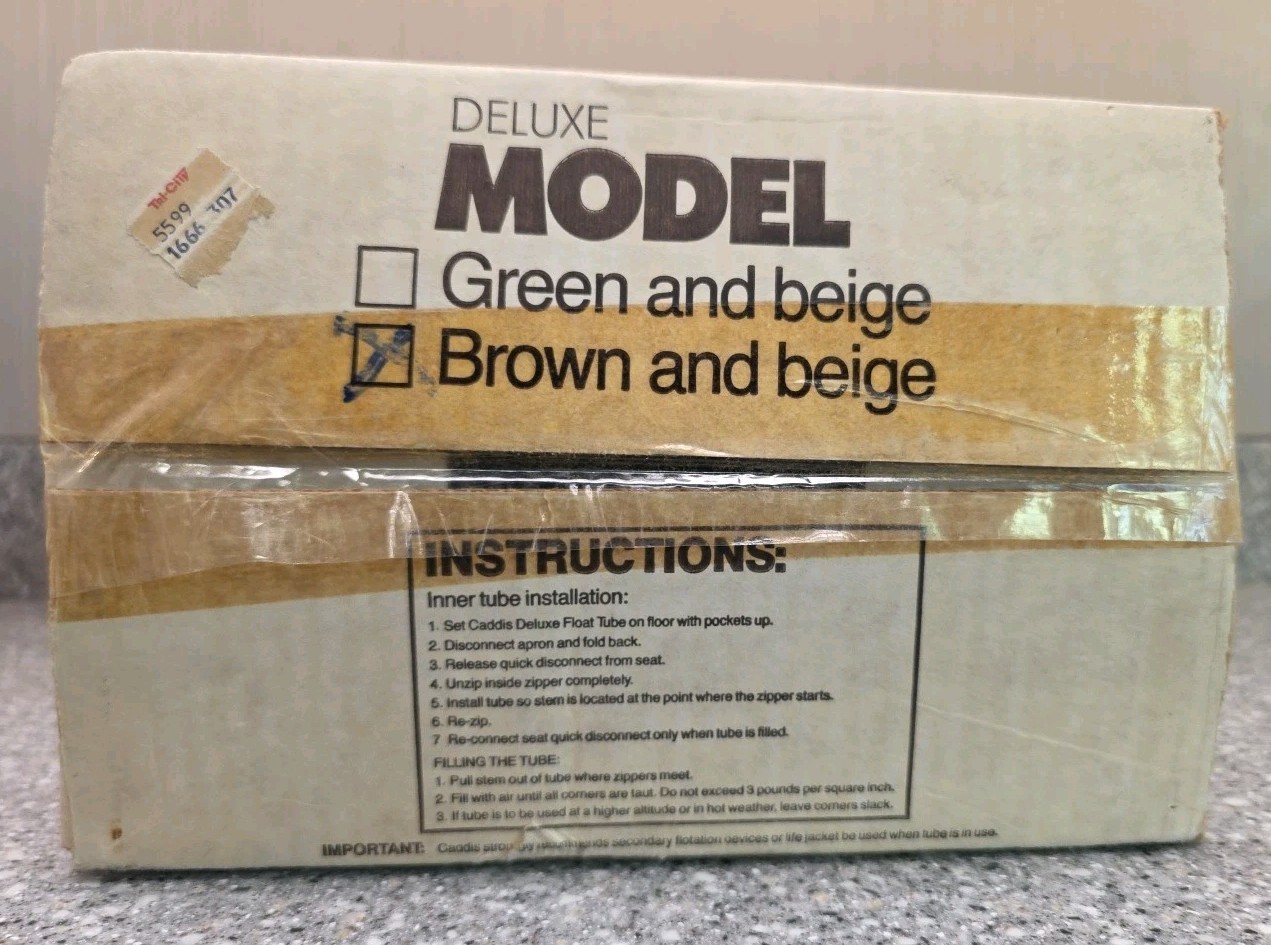 DELUXE
MODEL
Tri-City
5599
1666 307
Green and beige
Brown and beige
INSTRUCTIONS:
Inner tube installation:
1. Set Caddis Deluxe Float Tube on floor with pockets up.
2. Disconnect apron and fold back.
3. Release quick disconnect from seat.
4. Unzip inside zipper completely.
5. Install tube so stem is located at the point where the zipper starts.
6. Re-zip.
7 Re-connect seat quick disconnect only when tube is filled.
FILLING THE TUBE:
1. Pull stem out of tube where zippers meet.
2. Fill with air until all corners are taut. Do not exceed 3 pounds per square inch.
3. If tube is to be used at a higher altitude or in hot weather, leave corners slack.
IMPORTANT: Caddis strongly recommends secondary flotation devices or life jacket be used when tube is in use.